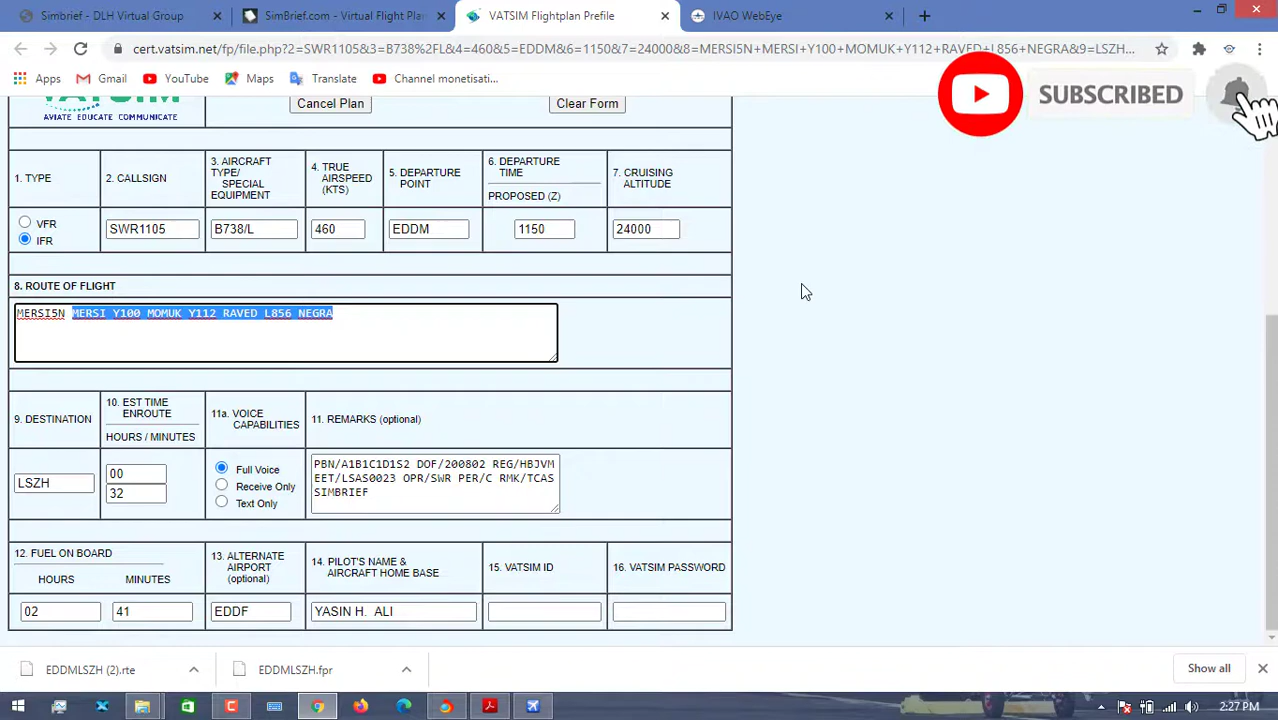 Simbrief - DLH Virtual Group
SimBrief.com - Virtual Flight Plan
VATSIM Flightplan Prefile
IVAO WebEye
cert.vatsim.net/fp/file.php?2=SWR1105&3=B738%2FL&4=460&5=EDDM&6=1150&7=24000&8=MERSI5N+MERSI+Y100+MOMUK+Y112+RAVED+L856+NEGRA&9=LSZH...
Apps
Gmail
YouTube
Maps
Translate
Channel monetisati...
SUBSCRIBED
VATSIM
AVIATE EDUCATE COMMUNICATE
Cancel Plan
Clear Form
1. TYPE
2. CALLSIGN
3. AIRCRAFT
TYPE/
SPECIAL
EQUIPMENT
4. TRUE
AIRSPEED
(KTS)
5. DEPARTURE
POINT
6. DEPARTURE
TIME
PROPOSED (Z)
7. CRUISING
ALTITUDE
VFR
IFR
SWR1105
B738/L
460
EDDM
1150
24000
8. ROUTE OF FLIGHT
MERSI5N MERSI Y100 MOMUK Y112 RAVED L856 NEGRA
9. DESTINATION
10. EST TIME
ENROUTE
HOURS / MINUTES
11a. VOICE
CAPABILITIES
11. REMARKS (optional)
LSZH
00
32
Full Voice
Receive Only
Text Only
PBN/A1B1C1D1S2 DOF/200802 REG/HBJVM
EET/LSAS0023 OPR/SWR PER/C RMK/TCAS
SIMBRIEF
12. FUEL ON BOARD
HOURS
MINUTES
13. ALTERNATE
AIRPORT
(optional)
14. PILOT'S NAME &
AIRCRAFT HOME BASE
15. VATSIM ID
16. VATSIM PASSWORD
02
41
EDDF
YASIN H. ALI
EDDMLSZH (2).rte
EDDMLSZH.fpr
Show all
2:27 PM